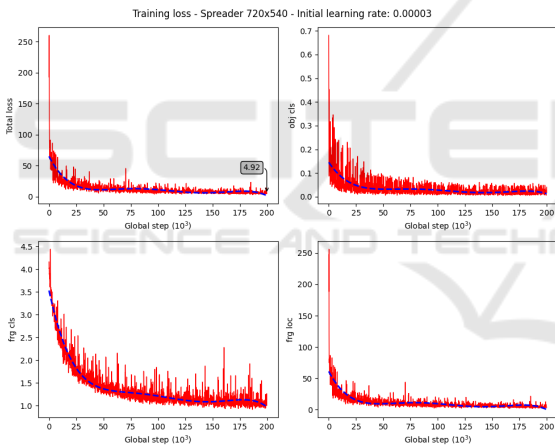 Training loss - Spreader 720x540 - Initial learning rate: 0.00003
Total loss
250
200
150
100
50
0
4.92
0 25 50 75 100 125 150 175 200
Global step (10³)
obj cls
0.7
0.6
0.5
0.4
0.3
0.2
0.1
0.0
0 25 50 75 100 125 150 175 200
Global step (10³)
SCIENCE AND TECHN
frg cls
4.5
4.0
3.5
3.0
2.5
2.0
1.5
1.0
0 25 50 75 100 125 150 175 200
Global step (10³)
frg loc
250
200
150
100
50
0
0 25 50 75 100 125 150 175 200
Global step (10³)
SCITE